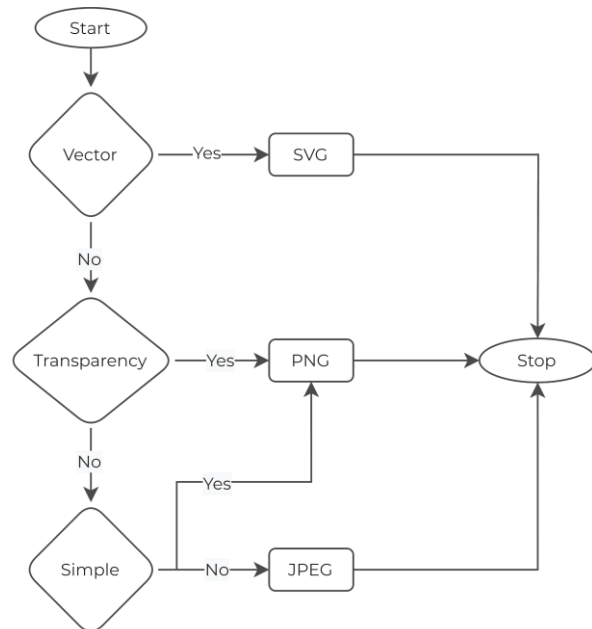 Start
Vector
Yes
SVG
No
Transparency
Yes
PNG
Stop
No
Yes
Simple
No
JPEG